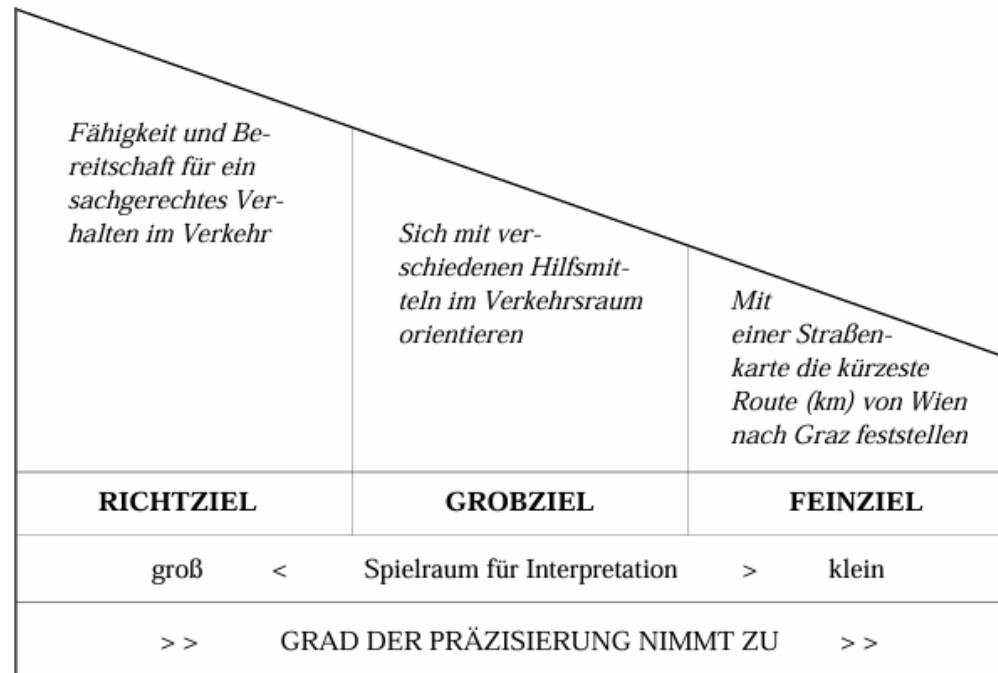 Fähigkeit und Be-
reitschaft für ein
sachgerechtes Ver-
halten im Verkehr
Sich mit ver-
schiedenen Hilfsmit-
teln im Verkehrsraum
orientieren
Mit
einer Straßen-
karte die kürzeste
Route (km) von Wien
nach Graz feststellen
RICHTZIEL GROBZIEL FEINZIEL
groß < Spielraum für Interpretation > klein
> > GRAD DER PRÄZISIERUNG NIMMT ZU > >